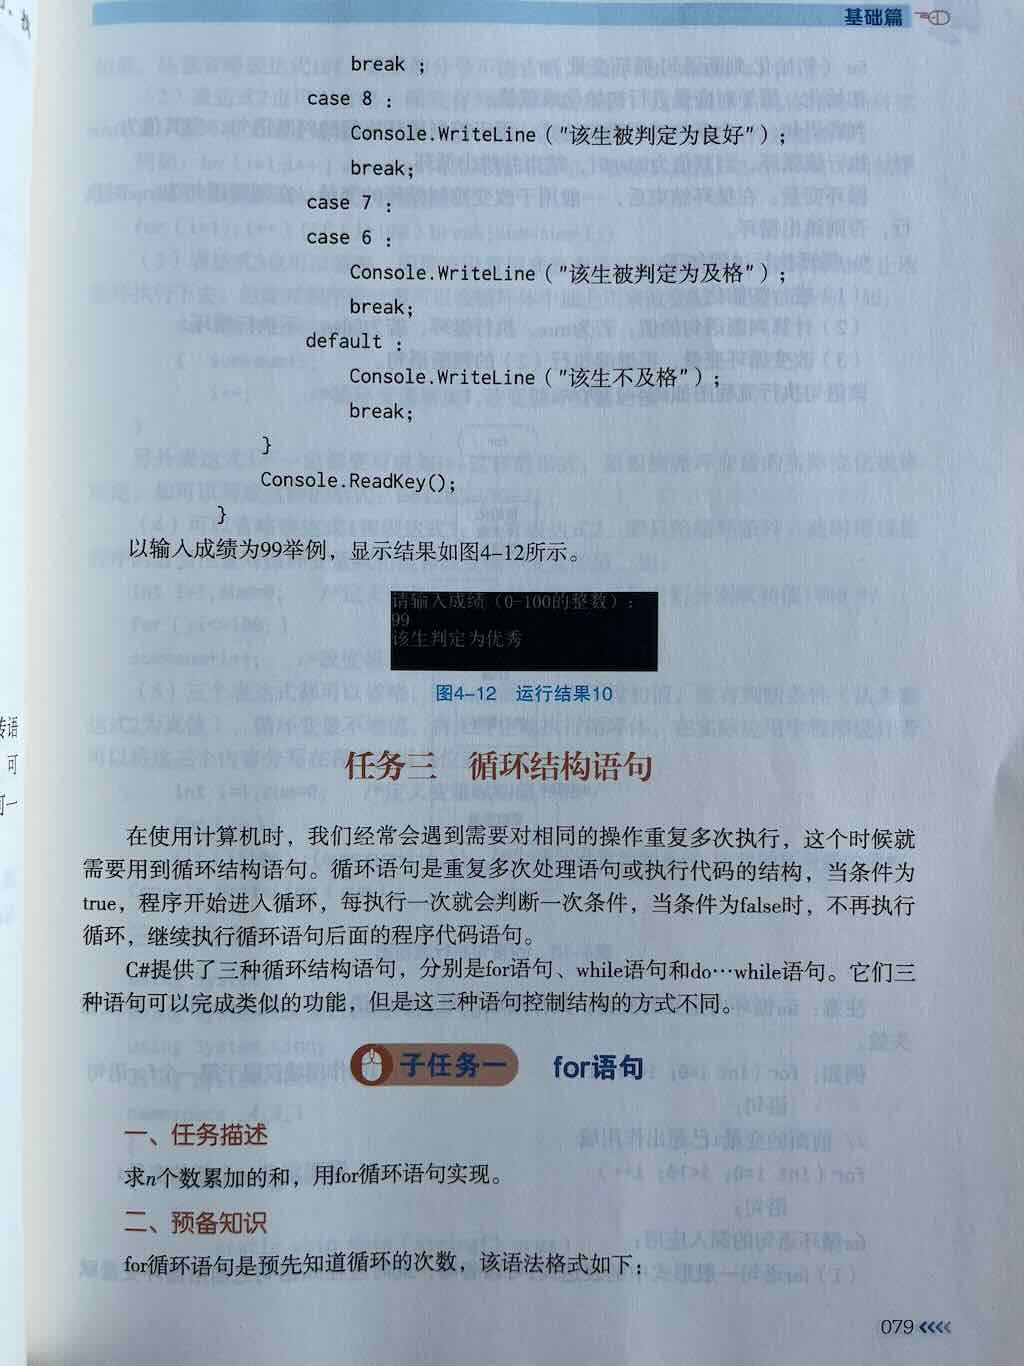 基础篇
break ;
case 8 :
Console.WriteLine("该生被判定为良好");
break;
case 7 :
case 6 :
Console.WriteLine("该生被判定为及格");
break;
default :
Console.WriteLine("该生不及格");
break;
}
Console.ReadKey();
}
以输入成绩为99举例，显示结果如图4-12所示。
请输入成绩（0-100的整数）：
99
该生判定为优秀
图4-12 运行结果10
任务三 循环结构语句
在使用计算机时，我们经常会遇到需要对相同的操作重复多次执行，这个时候就
需要用到循环结构语句。循环语句是重复多次处理语句或执行代码的结构，当条件为
true，程序开始进入循环，每执行一次就会判断一次条件，当条件为false时，不再执行
循环，继续执行循环语句后面的程序代码语句。
C#提供了三种循环结构语句，分别是for语句、while语句和do…while语句。它们三
种语句可以完成类似的功能，但是这三种语句控制结构的方式不同。
子任务一 for语句
一、任务描述
求n个数累加的和，用for循环语句实现。
二、预备知识
for循环语句是预先知道循环的次数，该语法格式如下：
079